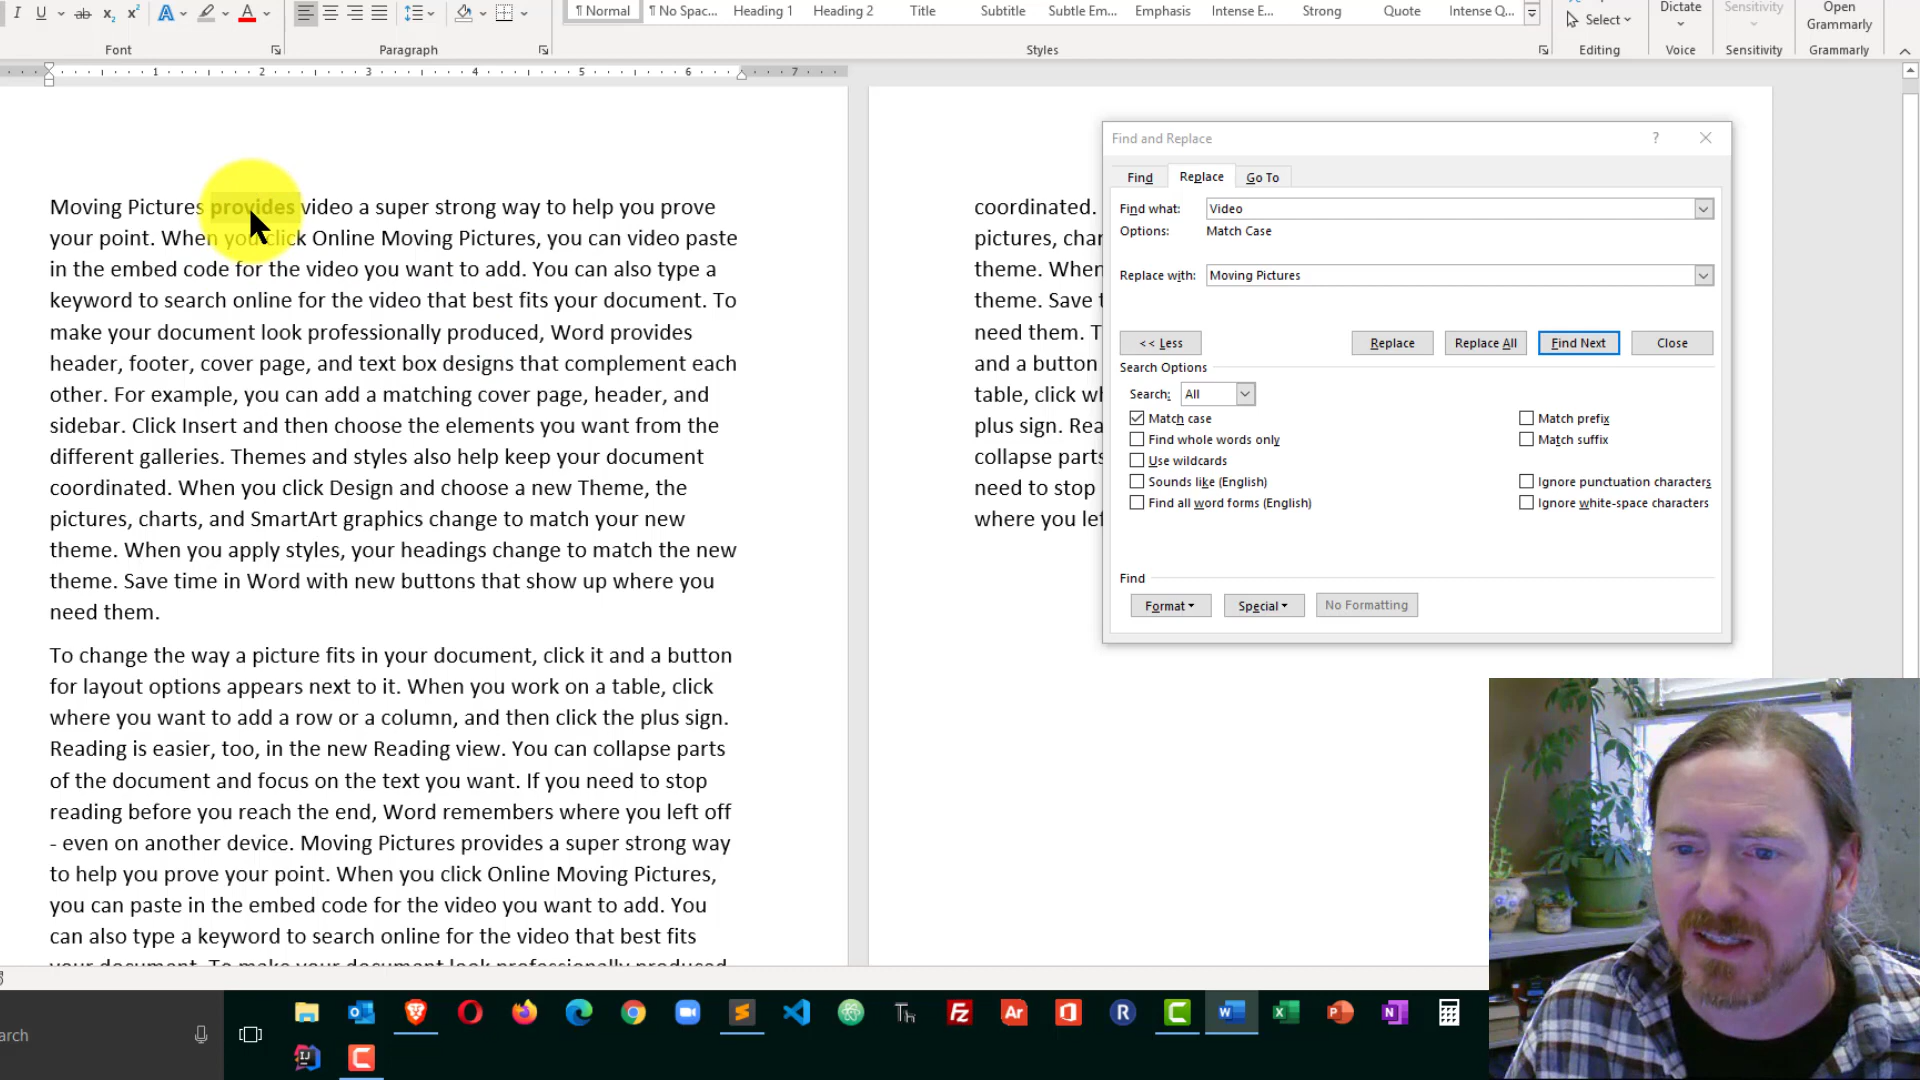 Font
Paragraph
Normal
No Spac...
Heading 1
Heading 2
Title
Subtitle
Subtle Em...
Emphasis
Intense E...
Strong
Quote
Intense Q...
Styles
Select
Editing
Dictate
Voice
Sensitivity
Sensitivity
Open
Grammarly
Grammarly
1 2 3 4 5 6 7
Moving Pictures provides video a super strong way to help you prove
your point. When you click Online Moving Pictures, you can video paste
in the embed code for the video you want to add. You can also type a
keyword to search online for the video that best fits your document. To
make your document look professionally produced, Word provides
header, footer, cover page, and text box designs that complement each
other. For example, you can add a matching cover page, header, and
sidebar. Click Insert and then choose the elements you want from the
different galleries. Themes and styles also help keep your document
coordinated. When you click Design and choose a new Theme, the
pictures, charts, and SmartArt graphics change to match your new
theme. When you apply styles, your headings change to match the new
theme. Save time in Word with new buttons that show up where you
need them.
To change the way a picture fits in your document, click it and a button
for layout options appears next to it. When you work on a table, click
where you want to add a row or a column, and then click the plus sign.
Reading is easier, too, in the new Reading view. You can collapse parts
of the document and focus on the text you want. If you need to stop
reading before you reach the end, Word remembers where you left off
- even on another device. Moving Pictures provides a super strong way
to help you prove your point. When you click Online Moving Pictures,
you can paste in the embed code for the video you want to add. You
can also type a keyword to search online for the video that best fits
your document. To make your document look professionally produced,
coordinated.
pictures, char
theme. When
theme. Save t
need them. T
and a button
table, click wh
plus sign. Rea
collapse parts
need to stop
where you lef
Find and Replace
Find
Replace
Go To
Find what: Video
Options: Match Case
Replace with: Moving Pictures
<< Less
Replace
Replace All
Find Next
Close
Search Options
Search: All
Match case
Find whole words only
Use wildcards
Sounds like (English)
Find all word forms (English)
Match prefix
Match suffix
Ignore punctuation characters
Ignore white-space characters
Find
Format
Special
No Formatting
arch